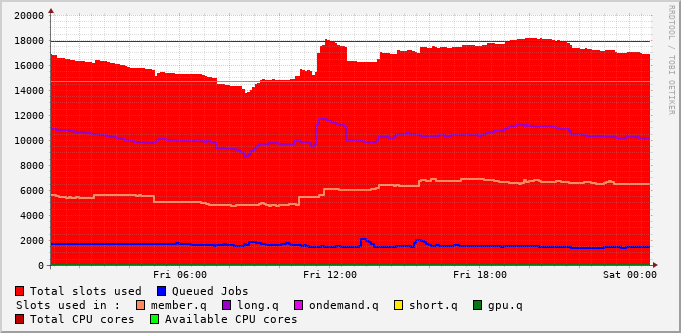 20000
18000
16000
14000
12000
10000
8000
6000
4000
2000
0
Fri 06:00 Fri 12:00 Fri 18:00 Sat 00:00
RRDTOOL / TOBI OETIKER
Total slots used Queued Jobs
Slots used in : member.q long.q ondemand.q short.q gpu.q
Total CPU cores Available CPU cores